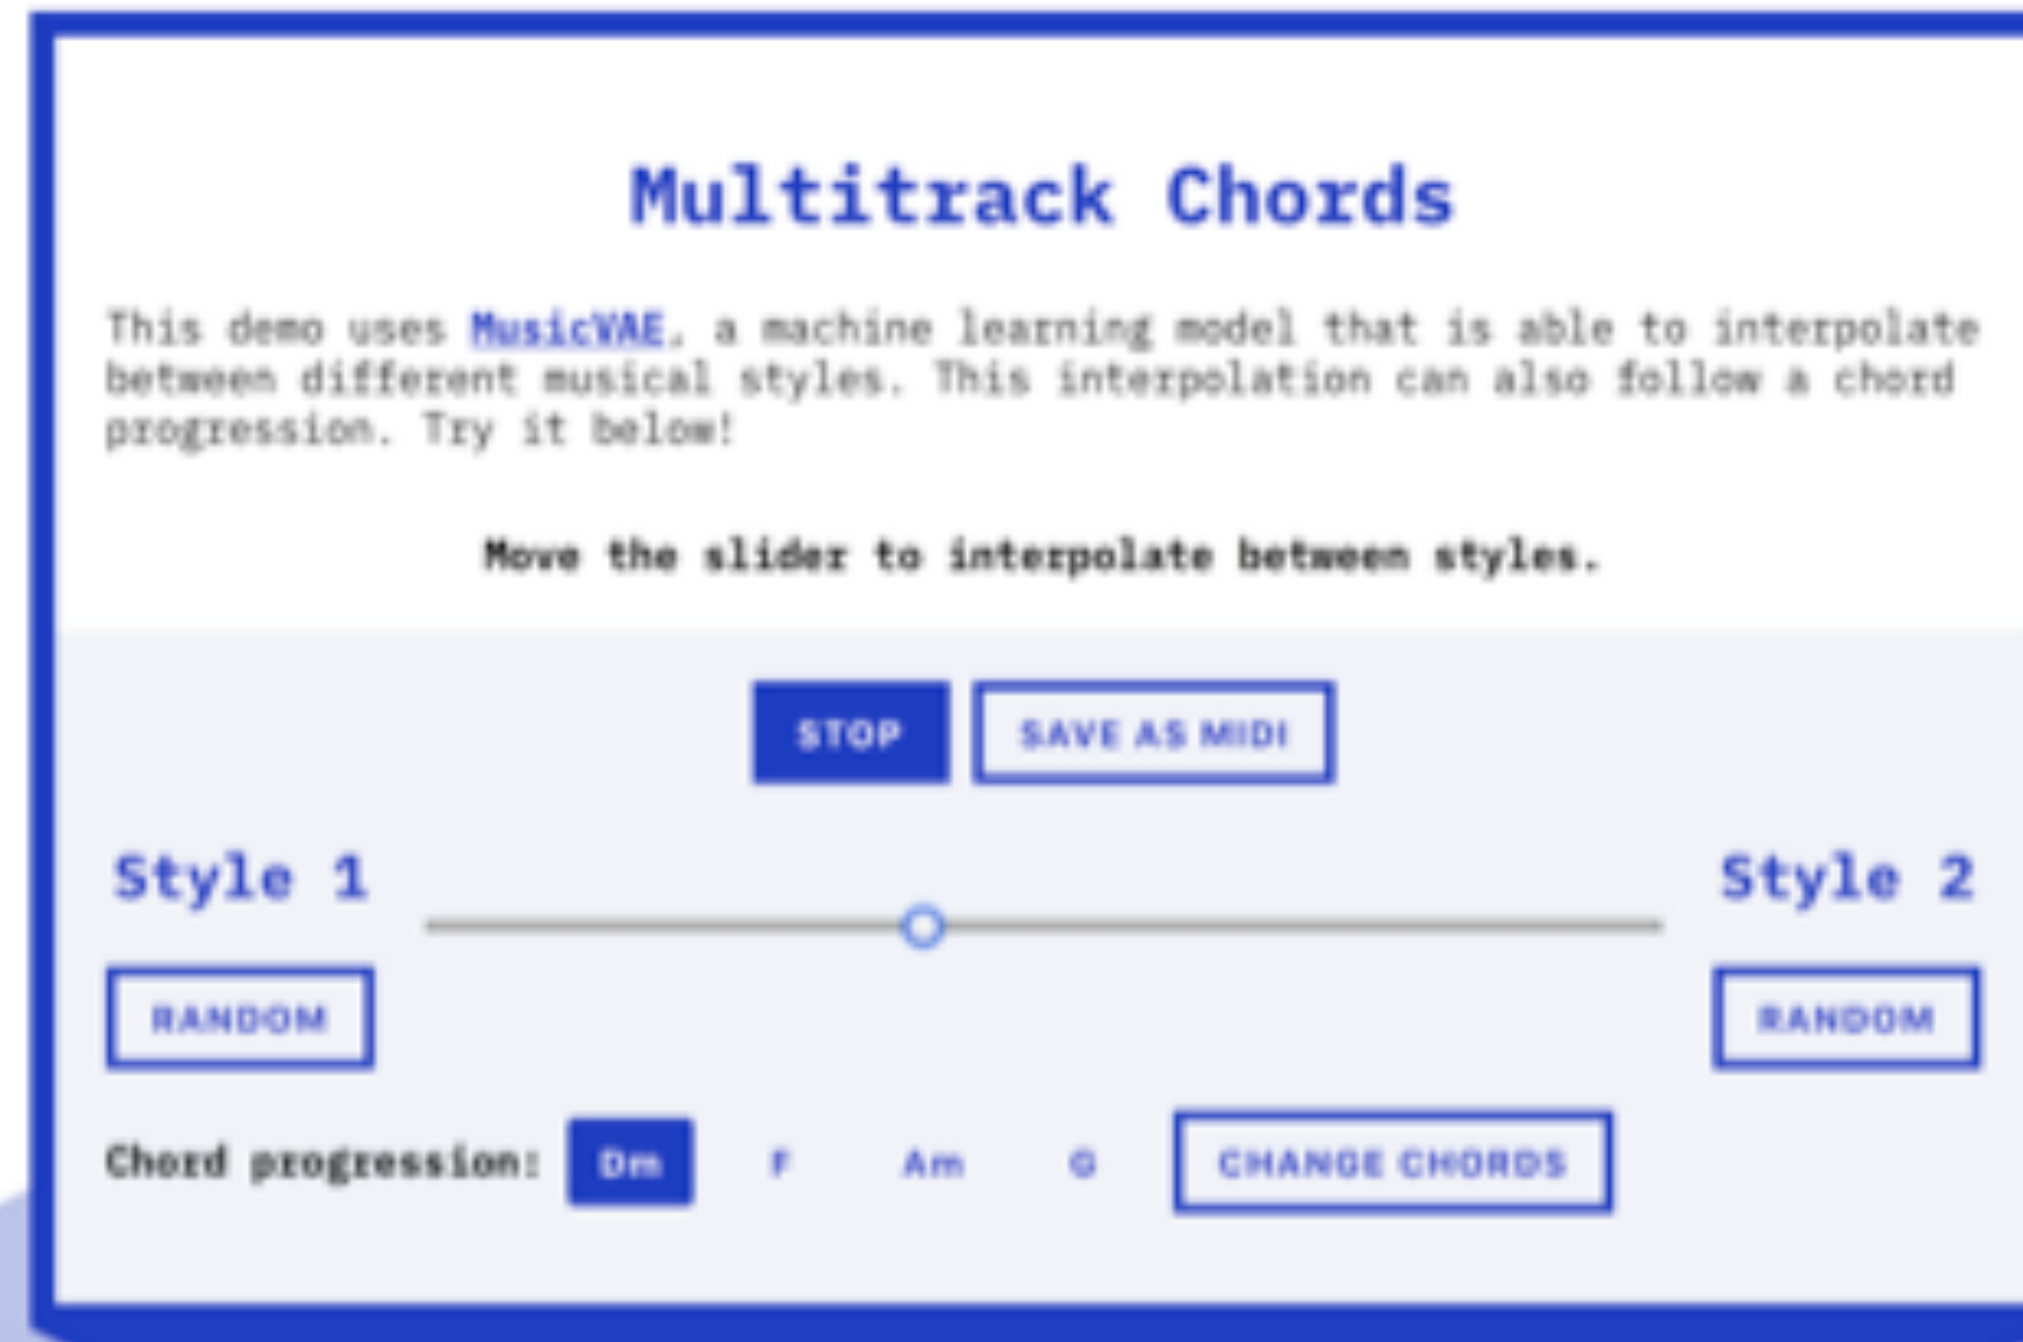 Multitrack Chords
This demo uses MusicVAE, a machine learning model that is able to interpolate
between different musical styles. This interpolation can also follow a chord
progression. Try it below!
Move the slider to interpolate between styles.
STOP SAVE AS MIDI
Style 1 Style 2
RANDOM RANDOM
Chord progression: Dm F Am G CHANGE CHORDS